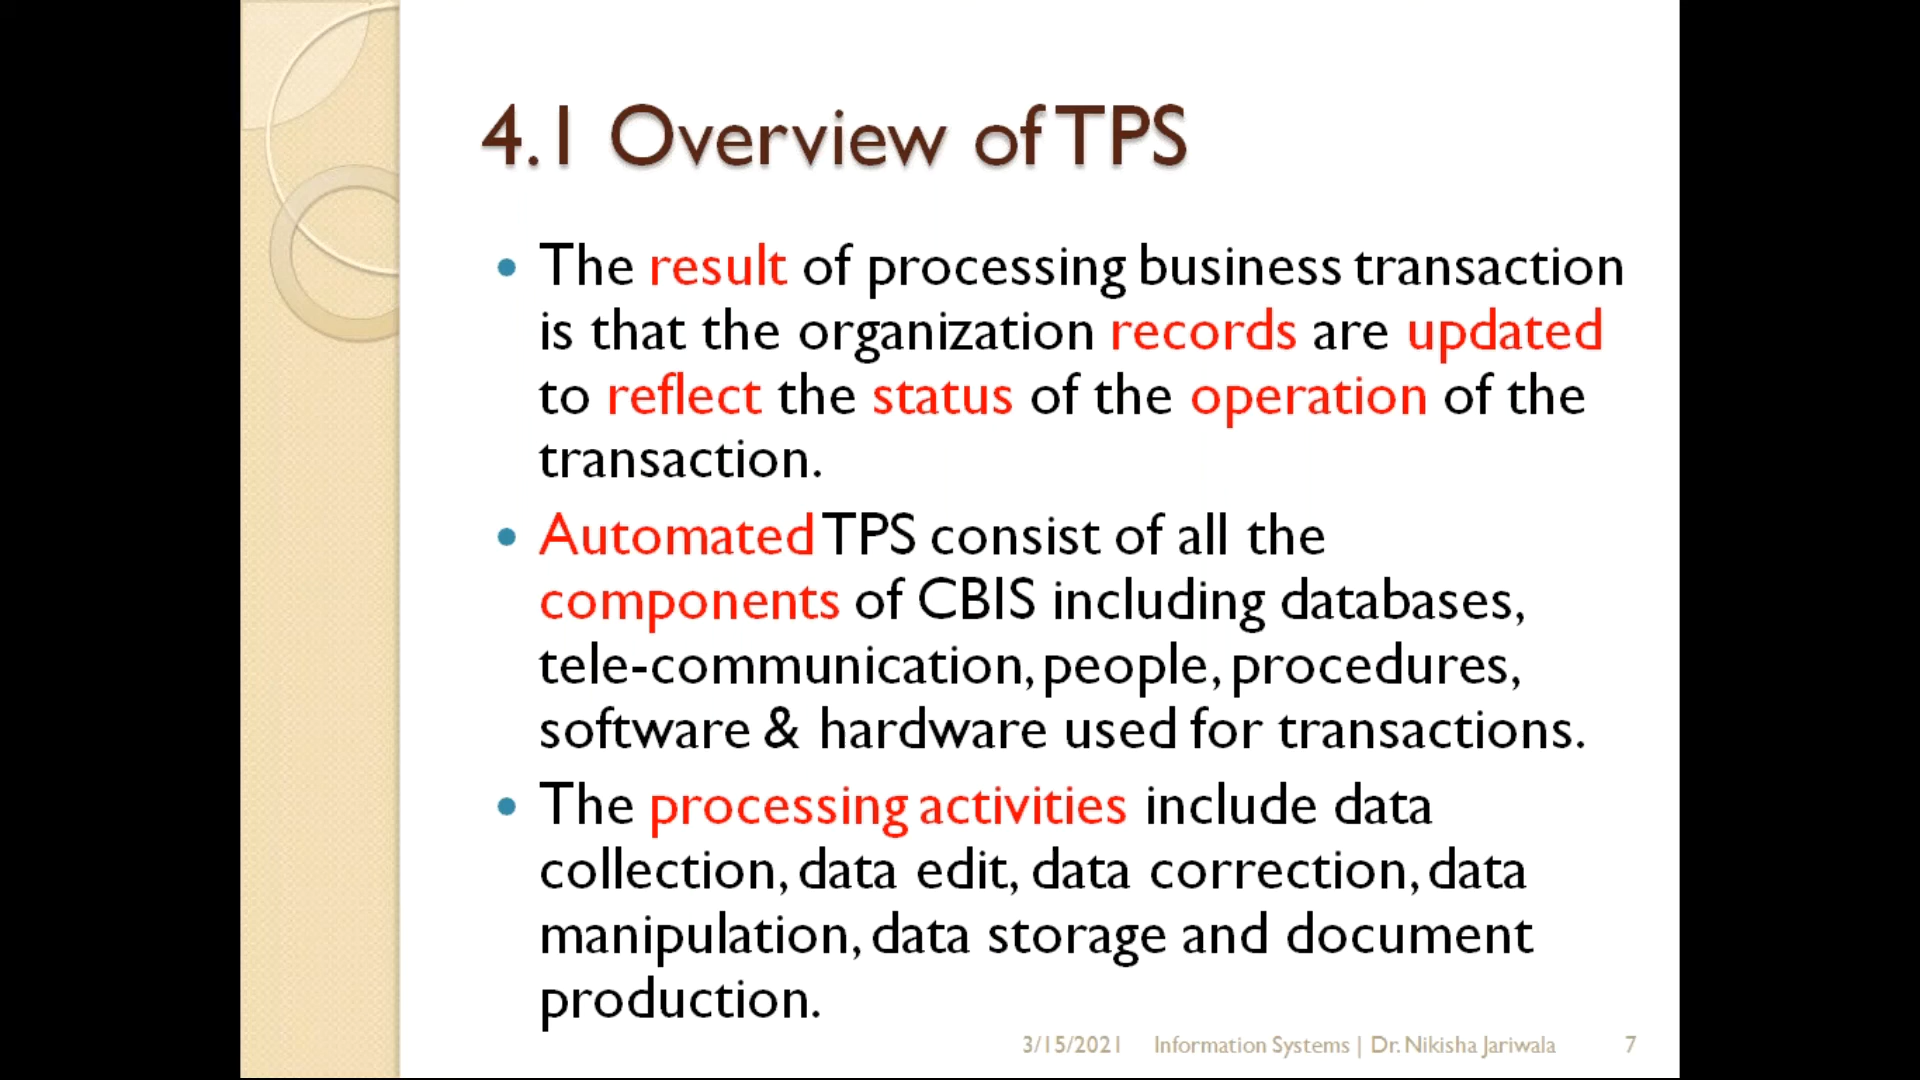 4.1 Overview of TPS
• The result of processing business transaction
is that the organization records are updated
to reflect the status of the operation of the
transaction.
• Automated TPS consist of all the
components of CBIS including databases,
tele-communication, people, procedures,
software & hardware used for transactions.
• The processing activities include data
collection, data edit, data correction, data
manipulation, data storage and document
production.
3/15/2021 Information Systems | Dr. Nikisha Jariwala 7